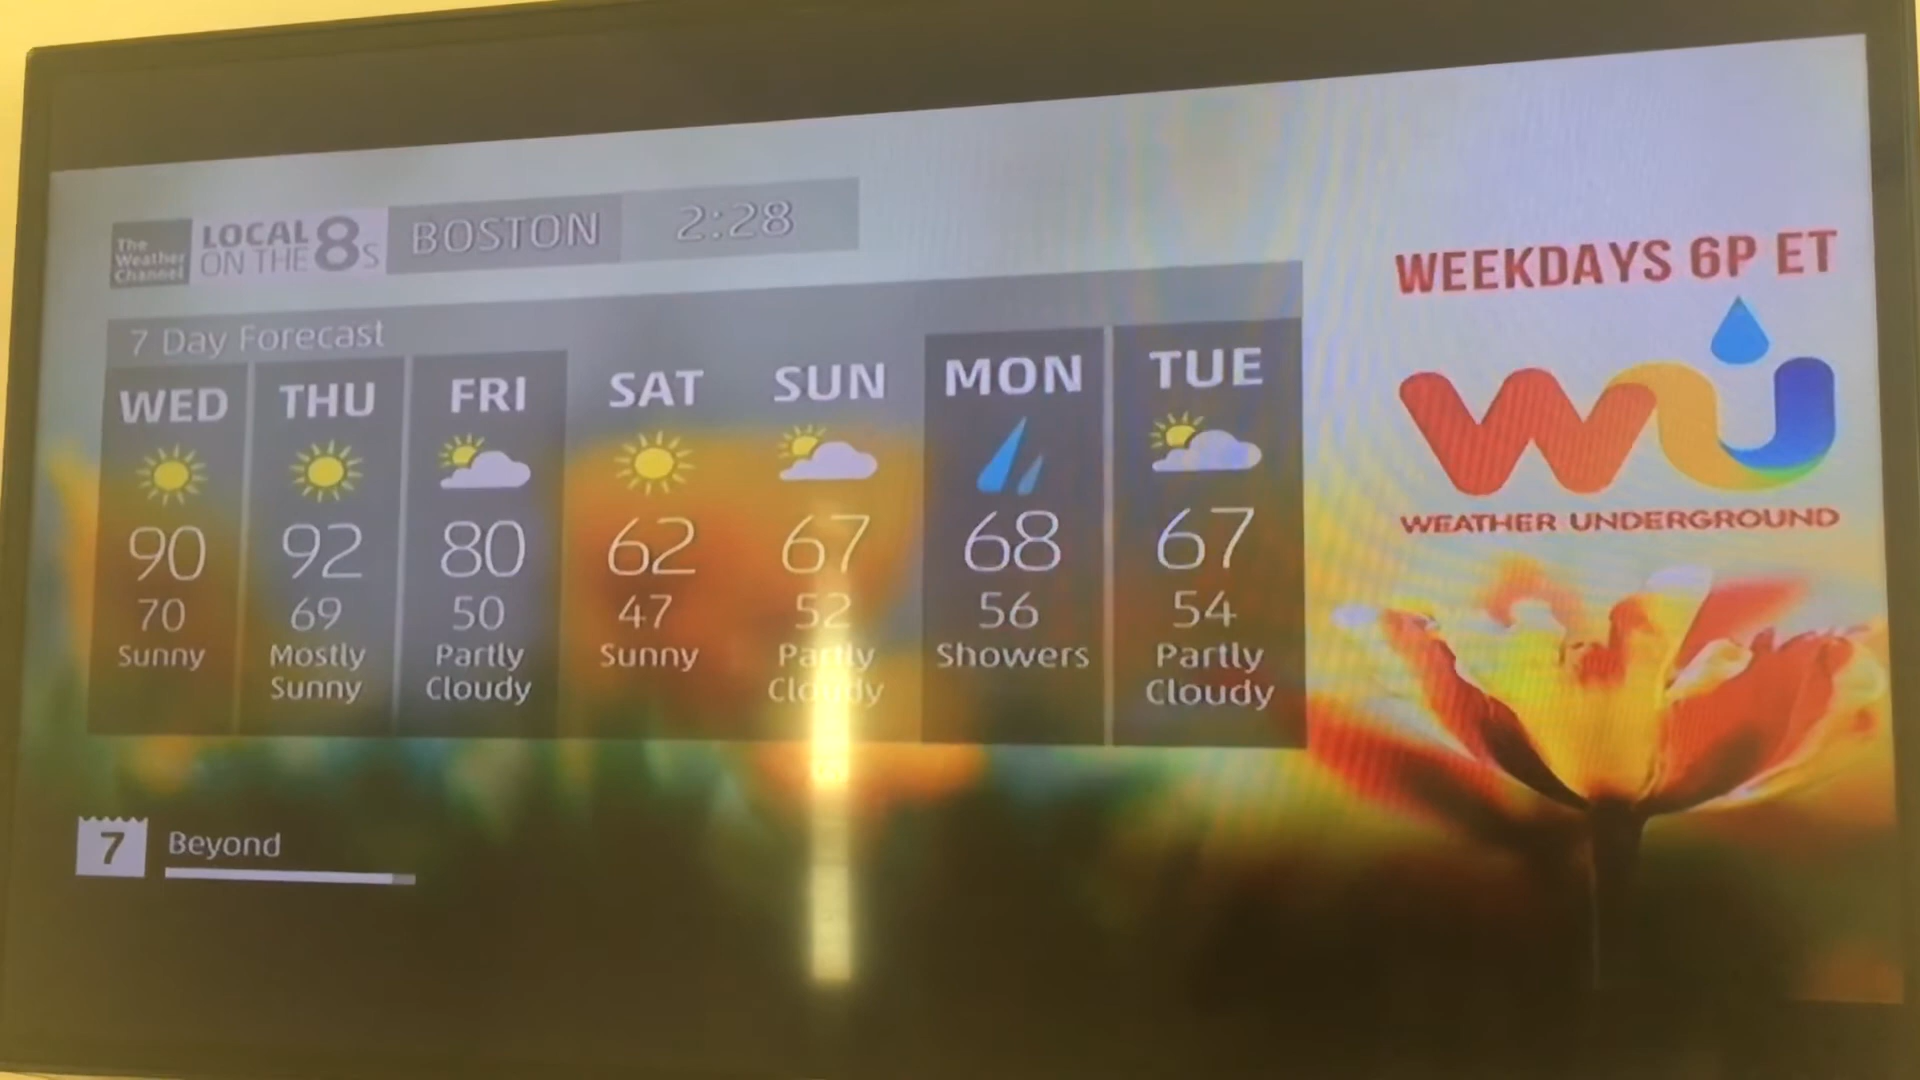 The
Weather
Channel
LOCAL
ON THE 8s
BOSTON
2:28
7 Day Forecast
WED
THU
FRI
SAT
SUN
MON
TUE
90
92
80
62
67
68
67
70
69
50
47
52
56
54
Sunny
Mostly
Sunny
Partly
Cloudy
Sunny
Partly
Cloudy
Showers
Partly
Cloudy
WEEKDAYS 6P ET
WU
WEATHER UNDERGROUND
7
Beyond